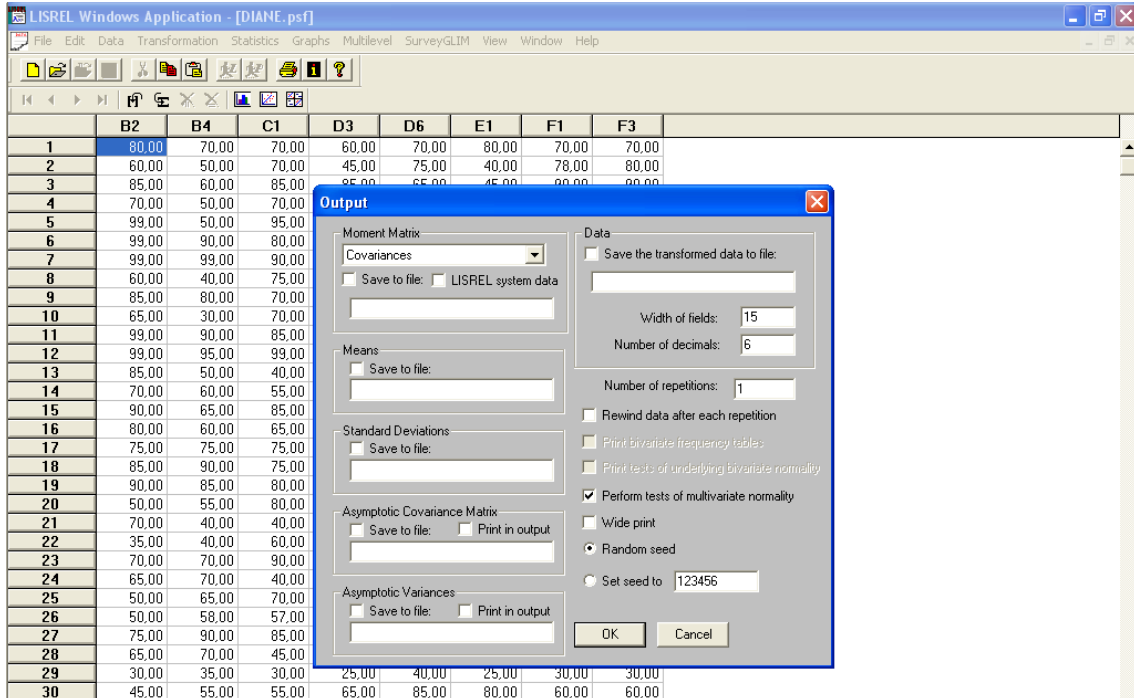 LISREL Windows Application - [DIANE.psf]
File Edit Data Transformation Statistics Graphs Multilevel SurveyGLIM View Window Help
B2 B4 C1 D3 D6 E1 F1 F3
1 80,00 70,00 70,00 60,00 70,00 80,00 70,00 70,00
2 60,00 50,00 70,00 45,00 75,00 40,00 78,00 80,00
3 85,00 60,00 85,00 85,00 65,00 45,00 90,00 90,00
4 70,00 50,00 70,00
5 99,00 50,00 95,00
6 99,00 90,00 80,00
7 99,00 99,00 90,00
8 60,00 40,00 75,00
9 85,00 80,00 70,00
10 65,00 30,00 70,00
11 99,00 90,00 85,00
12 99,00 95,00 99,00
13 85,00 50,00 40,00
14 70,00 60,00 55,00
15 90,00 65,00 85,00
16 80,00 60,00 65,00
17 75,00 75,00 75,00
18 85,00 90,00 75,00
19 90,00 85,00 80,00
20 50,00 55,00 80,00
21 70,00 40,00 40,00
22 35,00 40,00 60,00
23 70,00 70,00 90,00
24 65,00 70,00 40,00
25 50,00 65,00 70,00
26 50,00 58,00 57,00
27 75,00 90,00 85,00
28 65,00 70,00 45,00
29 30,00 35,00 30,00 25,00 40,00 25,00 30,00 30,00
30 45,00 55,00 55,00 65,00 85,00 80,00 60,00 60,00
Output
Moment Matrix
Covariances
Save to file: LISREL system data
Means
Save to file:
Standard Deviations
Save to file:
Asymptotic Covariance Matrix
Save to file: Print in output
Asymptotic Variances
Save to file: Print in output
Data
Save the transformed data to file:
Width of fields: 15
Number of decimals: 6
Number of repetitions: 1
Rewind data after each repetition
Print bivariate frequency tables
Print tests of underlying bivariate normality
Perform tests of multivariate normality
Wide print
Random seed
Set seed to 123456
OK Cancel